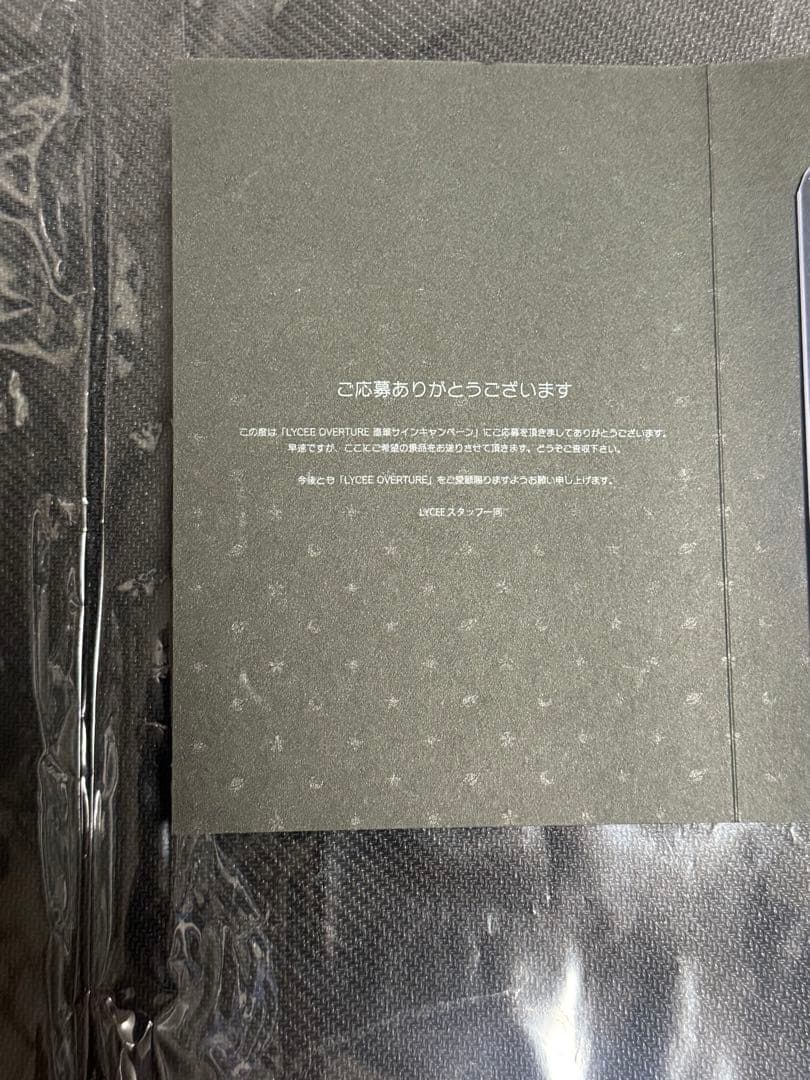 ご応募ありがとうございます
この度は「LYCEE OVERTURE 直筆サインキャンペーン」にご応募を頂きましてありがとうございます。
早速ですが、ここにご希望の景品をお送りさせて頂きます。どうぞご査収下さい。
今後とも「LYCEE OVERTURE」をご愛顧賜りますようお願い申し上げます。
LYCEEスタッフ一同